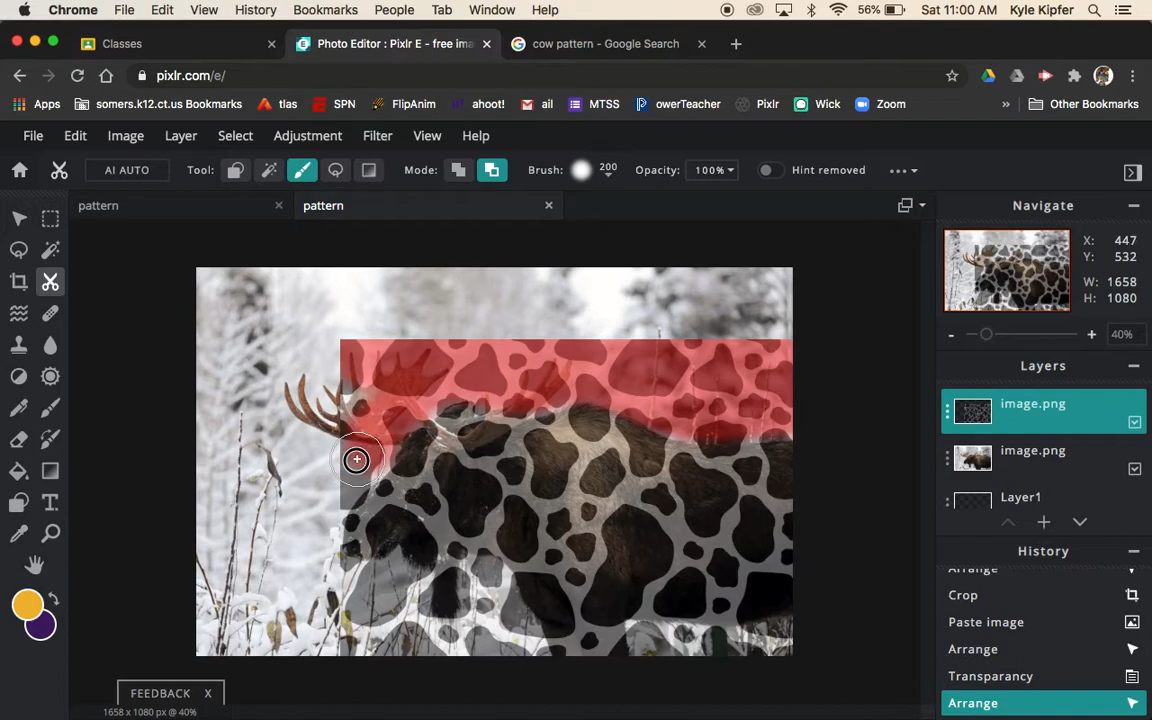 Chrome File Edit View History Bookmarks People Tab Window Help 56% Sat 11:00 AM Kyle Kipfer
Classes Photo Editor : Pixlr E - free ima cow pattern - Google Search
pixlr.com/e/
Apps somers.k12.ct.us Bookmarks tlas SPN FlipAnim ahoot! ail MTSS owerTeacher Pixlr Wick Zoom » Other Bookmarks
File Edit Image Layer Select Adjustment Filter View Help
AI AUTO Tool: Mode: Brush: 200 Opacity: 100% Hint removed
pattern pattern Navigate
X: 447
Y: 532
W: 1658
H: 1080
- + 40%
Layers
image.png
image.png
Layer1
History
Arrange
Crop
Paste image
Arrange
Transparancy
Arrange
FEEDBACK X
1658 x 1080 px @ 40%